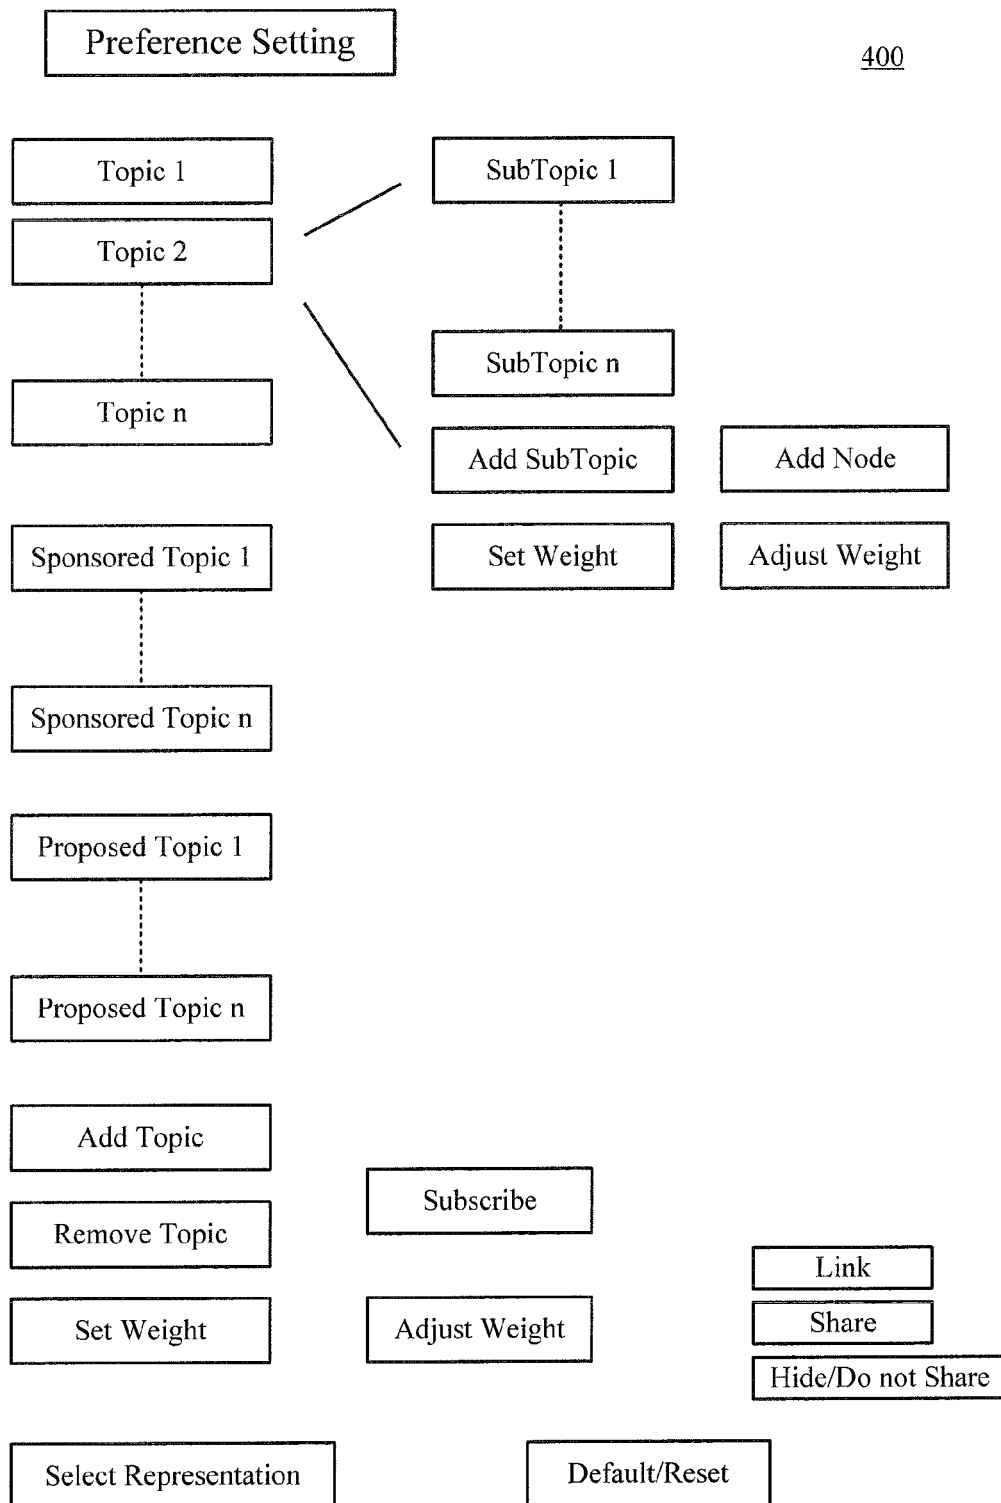 Preference Setting
400
Topic 1
SubTopic 1
Topic 2
SubTopic n
Topic n
Add SubTopic
Add Node
Sponsored Topic 1
Set Weight
Adjust Weight
Sponsored Topic n
Proposed Topic 1
Proposed Topic n
Add Topic
Subscribe
Remove Topic
Link
Set Weight
Adjust Weight
Share
Hide/Do not Share
Select Representation
Default/Reset